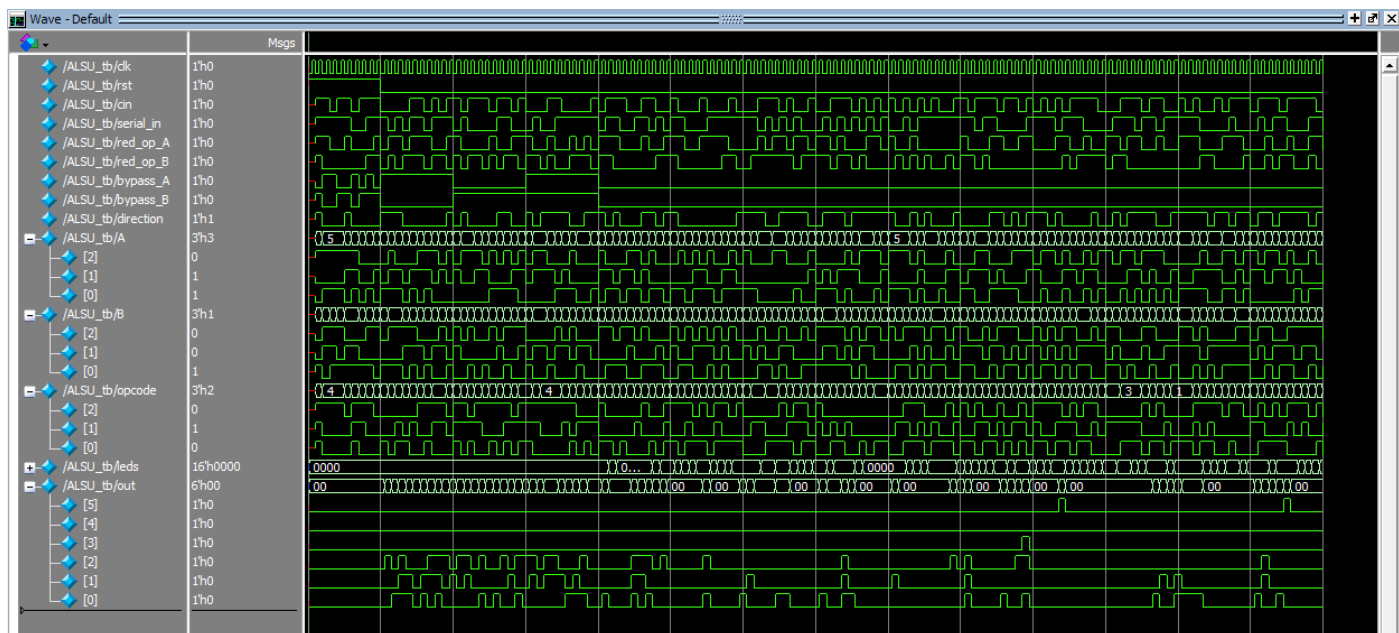 Wave - Default
Msgs
/ALSU_tb/clk 1'h0
/ALSU_tb/rst 1'h0
/ALSU_tb/cin 1'h0
/ALSU_tb/serial_in 1'h0
/ALSU_tb/red_op_A 1'h0
/ALSU_tb/red_op_B 1'h0
/ALSU_tb/bypass_A 1'h0
/ALSU_tb/bypass_B 1'h0
/ALSU_tb/direction 1'h1
/ALSU_tb/A 3'h3 5 5
[2] 0
[1] 1
[0] 1
/ALSU_tb/B 3'h1
[2] 0
[1] 0
[0] 1
/ALSU_tb/opcode 3'h2 4 4 3 1
[2] 0
[1] 1
[0] 0
/ALSU_tb/leds 16'h0000 0000 0... 0000
/ALSU_tb/out 6'h00 00 00 00 00 00 00 00 00 00 00 00
[5] 1'h0
[4] 1'h0
[3] 1'h0
[2] 1'h0
[1] 1'h0
[0] 1'h0